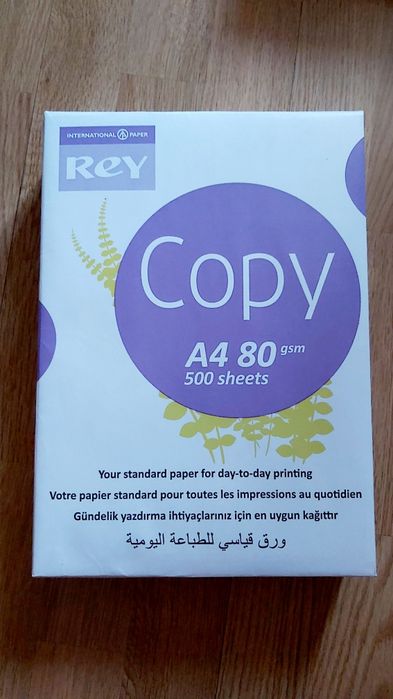 INTERNATIONAL PAPER
Rey
Copy
A4 80 gsm
500 sheets
Your standard paper for day-to-day printing
Votre papier standard pour toutes les impressions au quotidien
Gündelik yazdırma ihtiyaçlarınız için en uygun kağıttır
ورق قياسي للطباعة اليومية